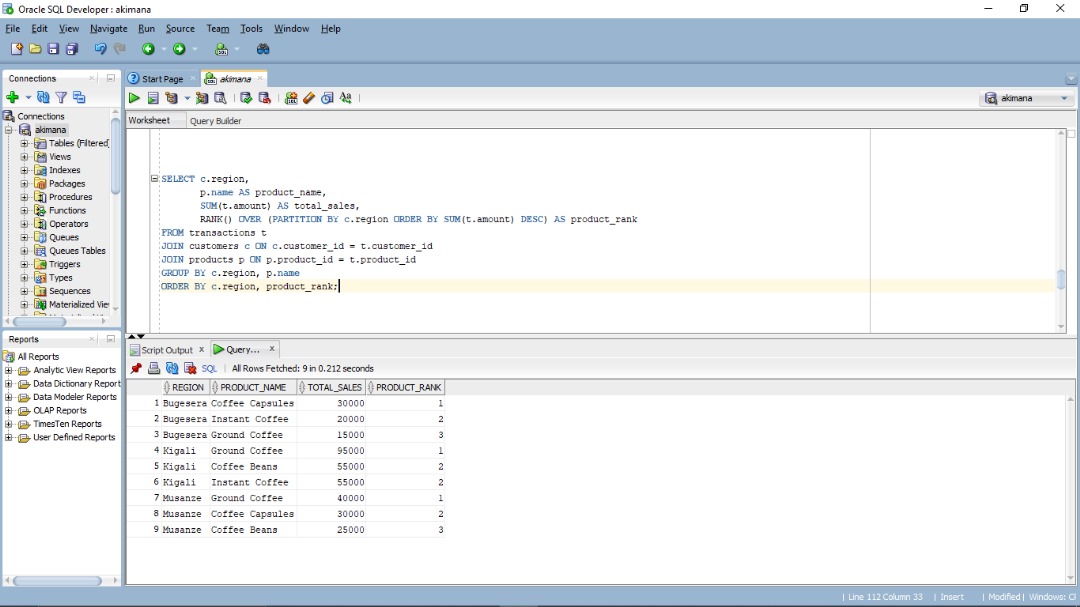 Oracle SQL Developer : akimana
File Edit View Navigate Run Source Team Tools Window Help
Connections
Start Page
akimana
akimana
Worksheet Query Builder
Connections
akimana
Tables (Filtered)
Views
Indexes
Packages
Procedures
Functions
Operators
Queues
Queues Tables
Triggers
Types
Sequences
Materialized Vie
SELECT c.region,
p.name AS product_name,
SUM(t.amount) AS total_sales,
RANK() OVER (PARTITION BY c.region ORDER BY SUM(t.amount) DESC) AS product_rank
FROM transactions t
JOIN customers c ON c.customer_id = t.customer_id
JOIN products p ON p.product_id = t.product_id
GROUP BY c.region, p.name
ORDER BY c.region, product_rank;
Reports
All Reports
Analytic View Reports
Data Dictionary Report
Data Modeler Reports
OLAP Reports
TimesTen Reports
User Defined Reports
Script Output x Query... x
SQL | All Rows Fetched: 9 in 0.212 seconds
REGION PRODUCT_NAME TOTAL_SALES PRODUCT_RANK
1 Bugesera Coffee Capsules 30000 1
2 Bugesera Instant Coffee 20000 2
3 Bugesera Ground Coffee 15000 3
4 Kigali Ground Coffee 95000 1
5 Kigali Coffee Beans 55000 2
6 Kigali Instant Coffee 55000 2
7 Musanze Ground Coffee 40000 1
8 Musanze Coffee Capsules 30000 2
9 Musanze Coffee Beans 25000 3
| Line 112 Column 33 | Insert | Modified | Windows: